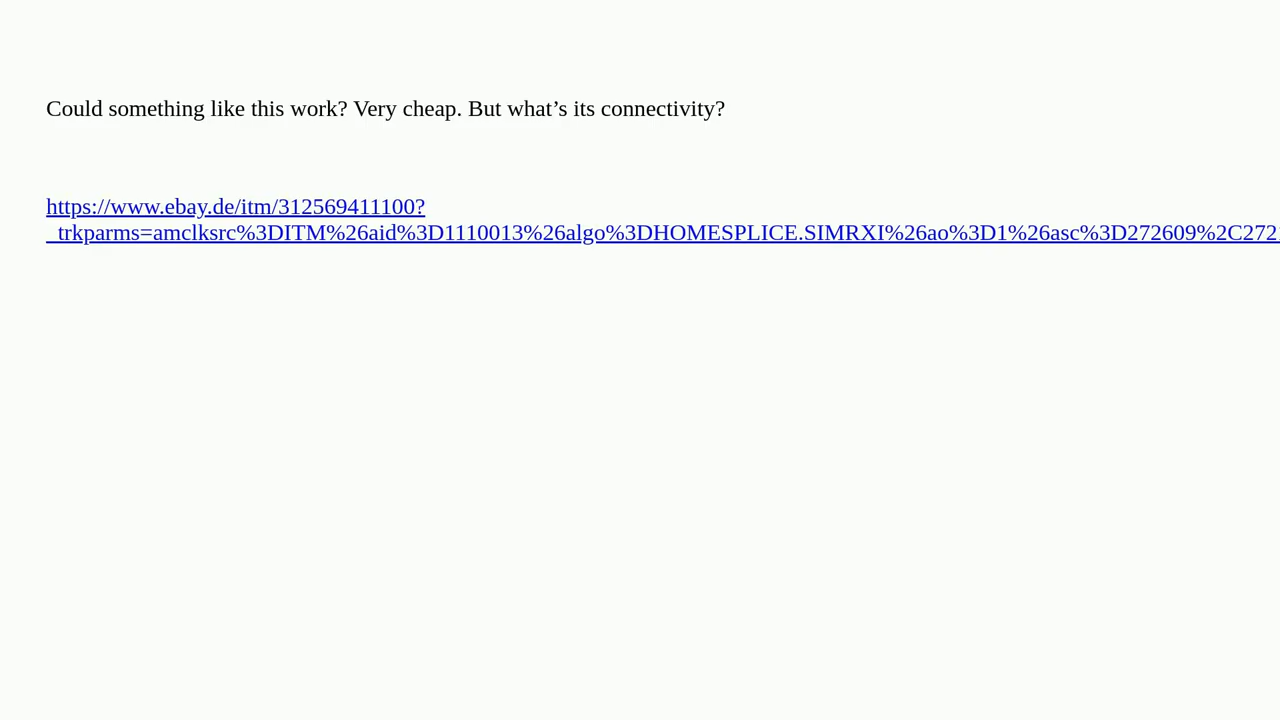 Could something like this work? Very cheap. But what’s its connectivity?
https://www.ebay.de/itm/312569411100?
_trkparms=amclksrc%3DITM%26aid%3D1110013%26algo%3DHOMESPLICE.SIMRXI%26ao%3D1%26asc%3D272609%2C272